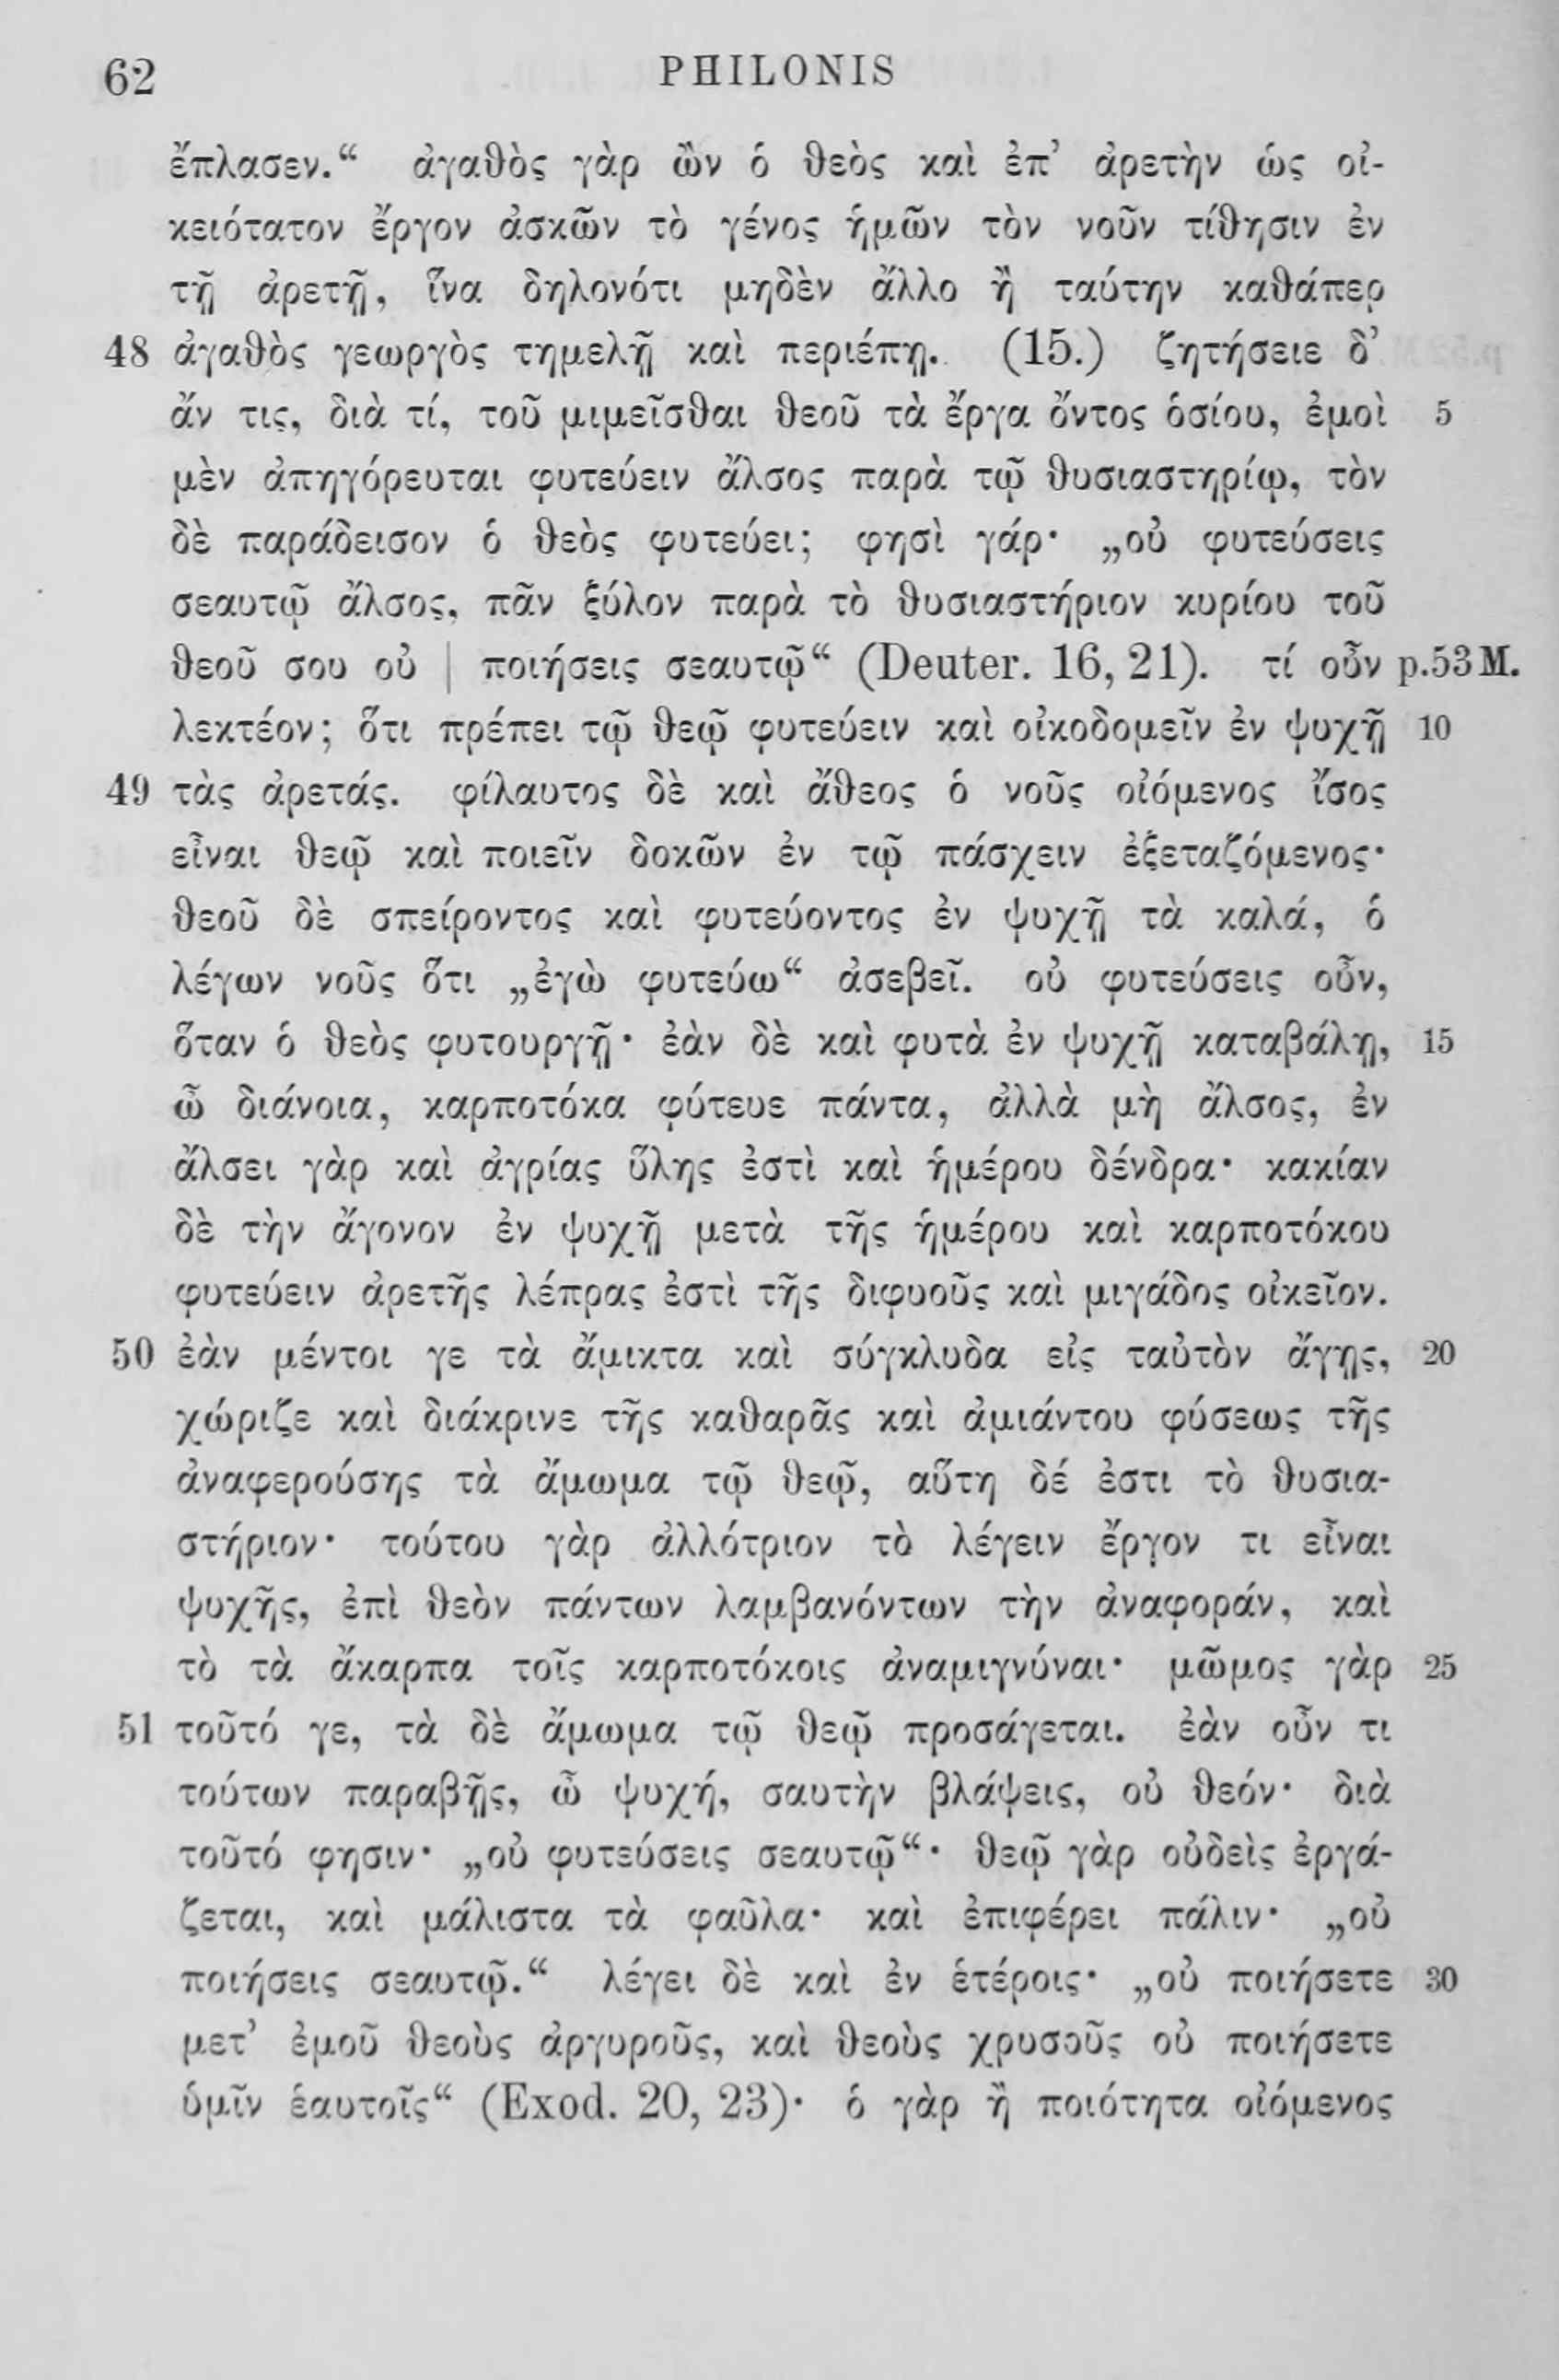 62 PHILONIS
ἔπλασεν.“ ἀγαθὸς γὰρ ὢν ὁ θεὸς καὶ ἐπ’ ἀρετὴν ὡς οἰ-
κειότατον ἔργον ἀσκῶν τὸ γένος ἡμῶν τὸν νοῦν τίθησιν ἐν
τῇ ἀρετῇ, ἵνα δηλονότι μηδὲν ἄλλο ἢ ταύτην καθάπερ
48 ἀγαθὸς γεωργὸς τημελῇ καὶ περιέπῃ. (15.) ζητήσειε δ’
ἄν τις, διὰ τί, τοῦ μιμεῖσθαι θεοῦ τὰ ἔργα ὄντος ὁσίου, ἐμοὶ 5
μὲν ἀπηγόρευται φυτεύειν ἄλσος παρὰ τῷ θυσιαστηρίῳ, τὸν
δὲ παράδεισον ὁ θεὸς φυτεύει; φησὶ γάρ· „οὐ φυτεύσεις
σεαυτῷ ἄλσος, πᾶν ξύλον παρὰ τὸ θυσιαστήριον κυρίου τοῦ
θεοῦ σου οὐ | ποιήσεις σεαυτῷ“ (Deuter. 16, 21). τί οὖν p.53 M.
λεκτέον; ὅτι πρέπει τῷ θεῷ φυτεύειν καὶ οἰκοδομεῖν ἐν ψυχῇ 10
49 τὰς ἀρετάς. φίλαυτος δὲ καὶ ἄθεος ὁ νοῦς οἰόμενος ἴσος
εἶναι θεῷ καὶ ποιεῖν δοκῶν ἐν τῷ πάσχειν ἐξεταζόμενος·
θεοῦ δὲ σπείροντος καὶ φυτεύοντος ἐν ψυχῇ τὰ καλά, ὁ
λέγων νοῦς ὅτι „ἐγὼ φυτεύω“ ἀσεβεῖ. οὐ φυτεύσεις οὖν,
ὅταν ὁ θεὸς φυτουργῇ· ἐὰν δὲ καὶ φυτὰ ἐν ψυχῇ καταβάλῃ, 15
ὦ διάνοια, καρποτόκα φύτευε πάντα, ἀλλὰ μὴ ἄλσος, ἐν
ἄλσει γὰρ καὶ ἀγρίας ὕλης ἐστὶ καὶ ἡμέρου δένδρα· κακίαν
δὲ τὴν ἄγονον ἐν ψυχῇ μετὰ τῆς ἡμέρου καὶ καρποτόκου
φυτεύειν ἀρετῆς λέπρας ἐστὶ τῆς διφυοῦς καὶ μιγάδος οἰκεῖον.
50 ἐὰν μέντοι γε τὰ ἄμικτα καὶ σύγκλυδα εἰς ταὐτὸν ἄγῃς, 20
χώριζε καὶ διάκρινε τῆς καθαρᾶς καὶ ἀμιάντου φύσεως τῆς
ἀναφερούσης τὰ ἄμωμα τῷ θεῷ, αὕτη δέ ἐστι τὸ θυσια-
στήριον· τούτου γὰρ ἀλλότριον τὸ λέγειν ἔργον τι εἶναι
ψυχῆς, ἐπὶ θεὸν πάντων λαμβανόντων τὴν ἀναφοράν, καὶ
τὸ τὰ ἄκαρπα τοῖς καρποτόκοις ἀναμιγνύναι· μῶμος γὰρ 25
51 τοῦτό γε, τὰ δὲ ἄμωμα τῷ θεῷ προσάγεται. ἐὰν οὖν τι
τούτων παραβῇς, ὦ ψυχή, σαυτὴν βλάψεις, οὐ θεόν· διὰ
τοῦτό φησιν· „οὐ φυτεύσεις σεαυτῷ“· θεῷ γὰρ οὐδεὶς ἐργά-
ζεται, καὶ μάλιστα τὰ φαῦλα· καὶ ἐπιφέρει πάλιν· „οὐ
ποιήσεις σεαυτῷ.“ λέγει δὲ καὶ ἐν ἑτέροις· „οὐ ποιήσετε 30
μετ’ ἐμοῦ θεοὺς ἀργυροῦς, καὶ θεοὺς χρυσοῦς οὐ ποιήσετε
ὑμῖν ἑαυτοῖς“ (Exod. 20, 23)· ὁ γὰρ ἢ ποιότητα οἰόμενος